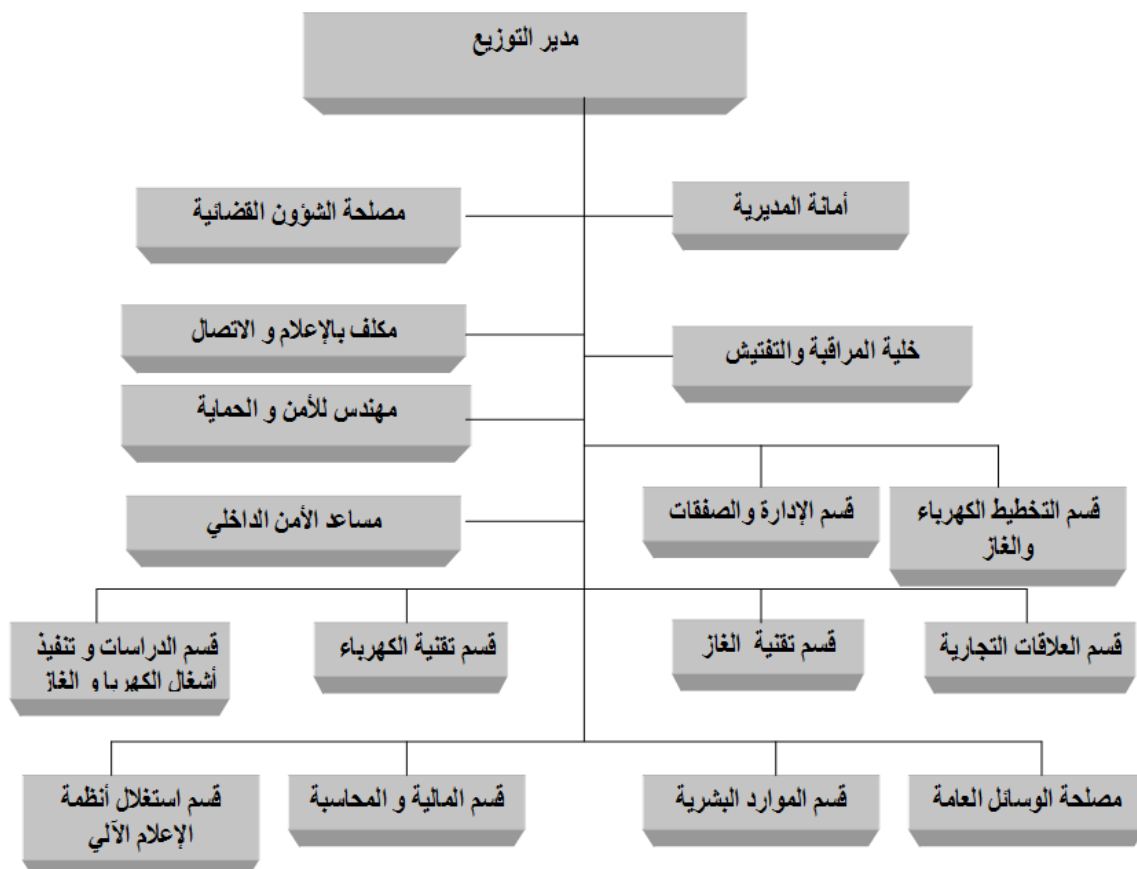 مدير التوزيع
أمانة المديرية
مصلحة الشؤون القضائية
خلية المراقبة والتفتيش
مكلف بالإعلام و الاتصال
مهندس للأمن و الحماية
قسم التخطيط الكهرباء
والغاز
قسم الإدارة والصفقات
مساعد الأمن الداخلي
قسم العلاقات التجارية
قسم تقنية الغاز
قسم تقنية الكهرباء
قسم الدراسات و تنفيذ
أشغال الكهربا و الغاز
مصلحة الوسائل العامة
قسم الموارد البشرية
قسم المالية و المحاسبة
قسم استغلال أنظمة
الإعلام الآلي